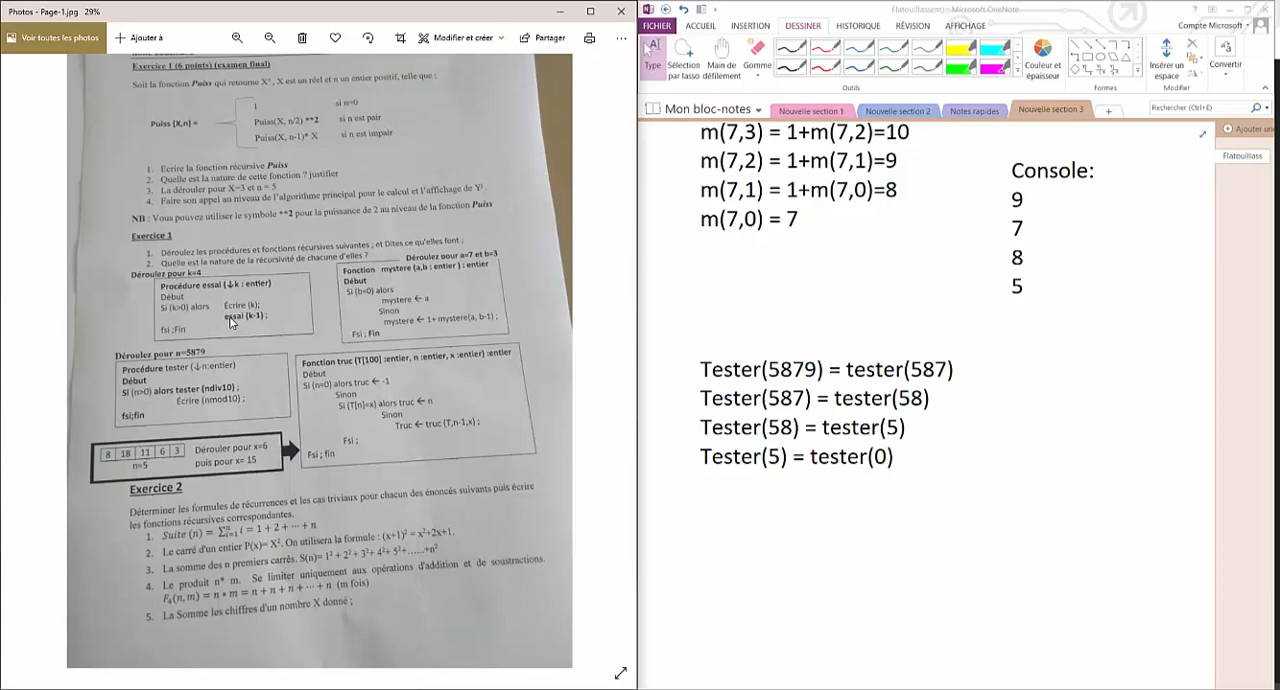 Photos - Page-1.jpg 29%
Voir toutes les photos
Ajouter à
Modifier et créer
Partager
Exercice 1 (6 points) (examen final)
Soit la fonction Puiss qui retourne Xⁿ, X est un réel et n un entier positif, telle que :
Puiss (X,n) =
1 si n=0
Puiss(X, n/2) **2 si n est pair
Puiss(X, n-1)* X si n est impair
1. Ecrire la fonction récursive Puiss
2. Quelle est la nature de cette fonction ? justifier
3. La dérouler pour X=3 et n = 5
4. Faire son appel au niveau de l'algorithme principal pour le calcul et l'affichage de
NB : Vous pouvez utiliser le symbole **2 pour la puissance de 2 au niveau de la fonction Puiss
Exercice 1
1. Déroulez les procédures et fonctions récursives suivantes ; et Dites ce qu'elles font ;
2. Quelle est la nature de la récursivité de chacune d'elles ?
Déroulez pour k=4
Procédure essai (↓k : entier)
Début
Si (k>0) alors Écrire (k);
essai (k-1) ;
fsi ;Fin
Déroulez pour a=7 et b=3
Fonction mystere (a,b : entier ) : entier
Début
Si (b=0) alors
mystere ← a
Sinon
mystere ← 1+ mystere(a, b-1) ;
Fsi ; Fin
Déroulez pour n=5879
Procédure tester (↓n:entier)
Début
Si (n>0) alors tester (ndiv10) ;
Écrire (nmod10) ;
fsi;fin
Fonction truc (T[100] :entier, n :entier, x :entier) :entier
Début
Si (n=0) alors truc ← -1
Sinon
Si (T[n]=x) alors truc ← n
Sinon
Truc ← truc (T,n-1,x) ;
Fsi ;
Fsi ; fin
8 18 11 6 3
n=5
Dérouler pour x=6
puis pour x= 15
Exercice 2
Déterminer les formules de récurrences et les cas triviaux pour chacun des énoncés suivants puis écrire
les fonctions récursives correspondantes.
1. Suite (n) = ∑ⁿᵢ₌₁ i = 1 + 2 + ··· + n
2. Le carré d'un entier P(x)= X². On utilisera la formule : (x+1)² = x²+2x+1.
3. La somme des n premiers carrés. S(n)= 1² + 2² + 3²+ 4²+ 5²+……+n²
4. Le produit n* m. Se limiter uniquement aux opérations d'addition et de soustractions.
F₄(n, m) = n * m = n + n + n + ··· + n (m fois)
5. La Somme les chiffres d'un nombre X donné ;
OneNote
FICHIER ACCUEIL INSERTION DESSINER HISTORIQUE RÉVISION AFFICHAGE
Compte Microsoft
Type
Sélection par lasso
Main de défilement
Gomme
Couleur et épaisseur
Insérer un espace
Convertir
Outils
Formes
Modifier
Mon bloc-notes
Nouvelle section 1
Nouvelle section 2
Notes rapides
Nouvelle section 3
Rechercher (Ctrl+E)
Ajouter une
Flatouillass
m(7,3) = 1+m(7,2)=10
m(7,2) = 1+m(7,1)=9
m(7,1) = 1+m(7,0)=8
m(7,0) = 7
Console:
9
7
8
5
Tester(5879) = tester(587)
Tester(587) = tester(58)
Tester(58) = tester(5)
Tester(5) = tester(0)